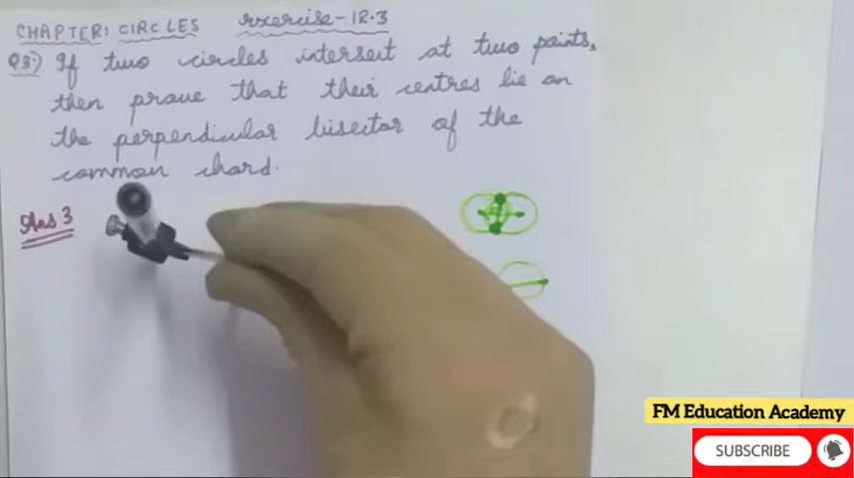 CHAPTER: CIRCLES exercise-12.3
Q3:) If two circles intersect at two points,
then prove that their centres lie on
the perpendicular bisector of the
common chord.
Ans 3
FM Education Academy
SUBSCRIBE